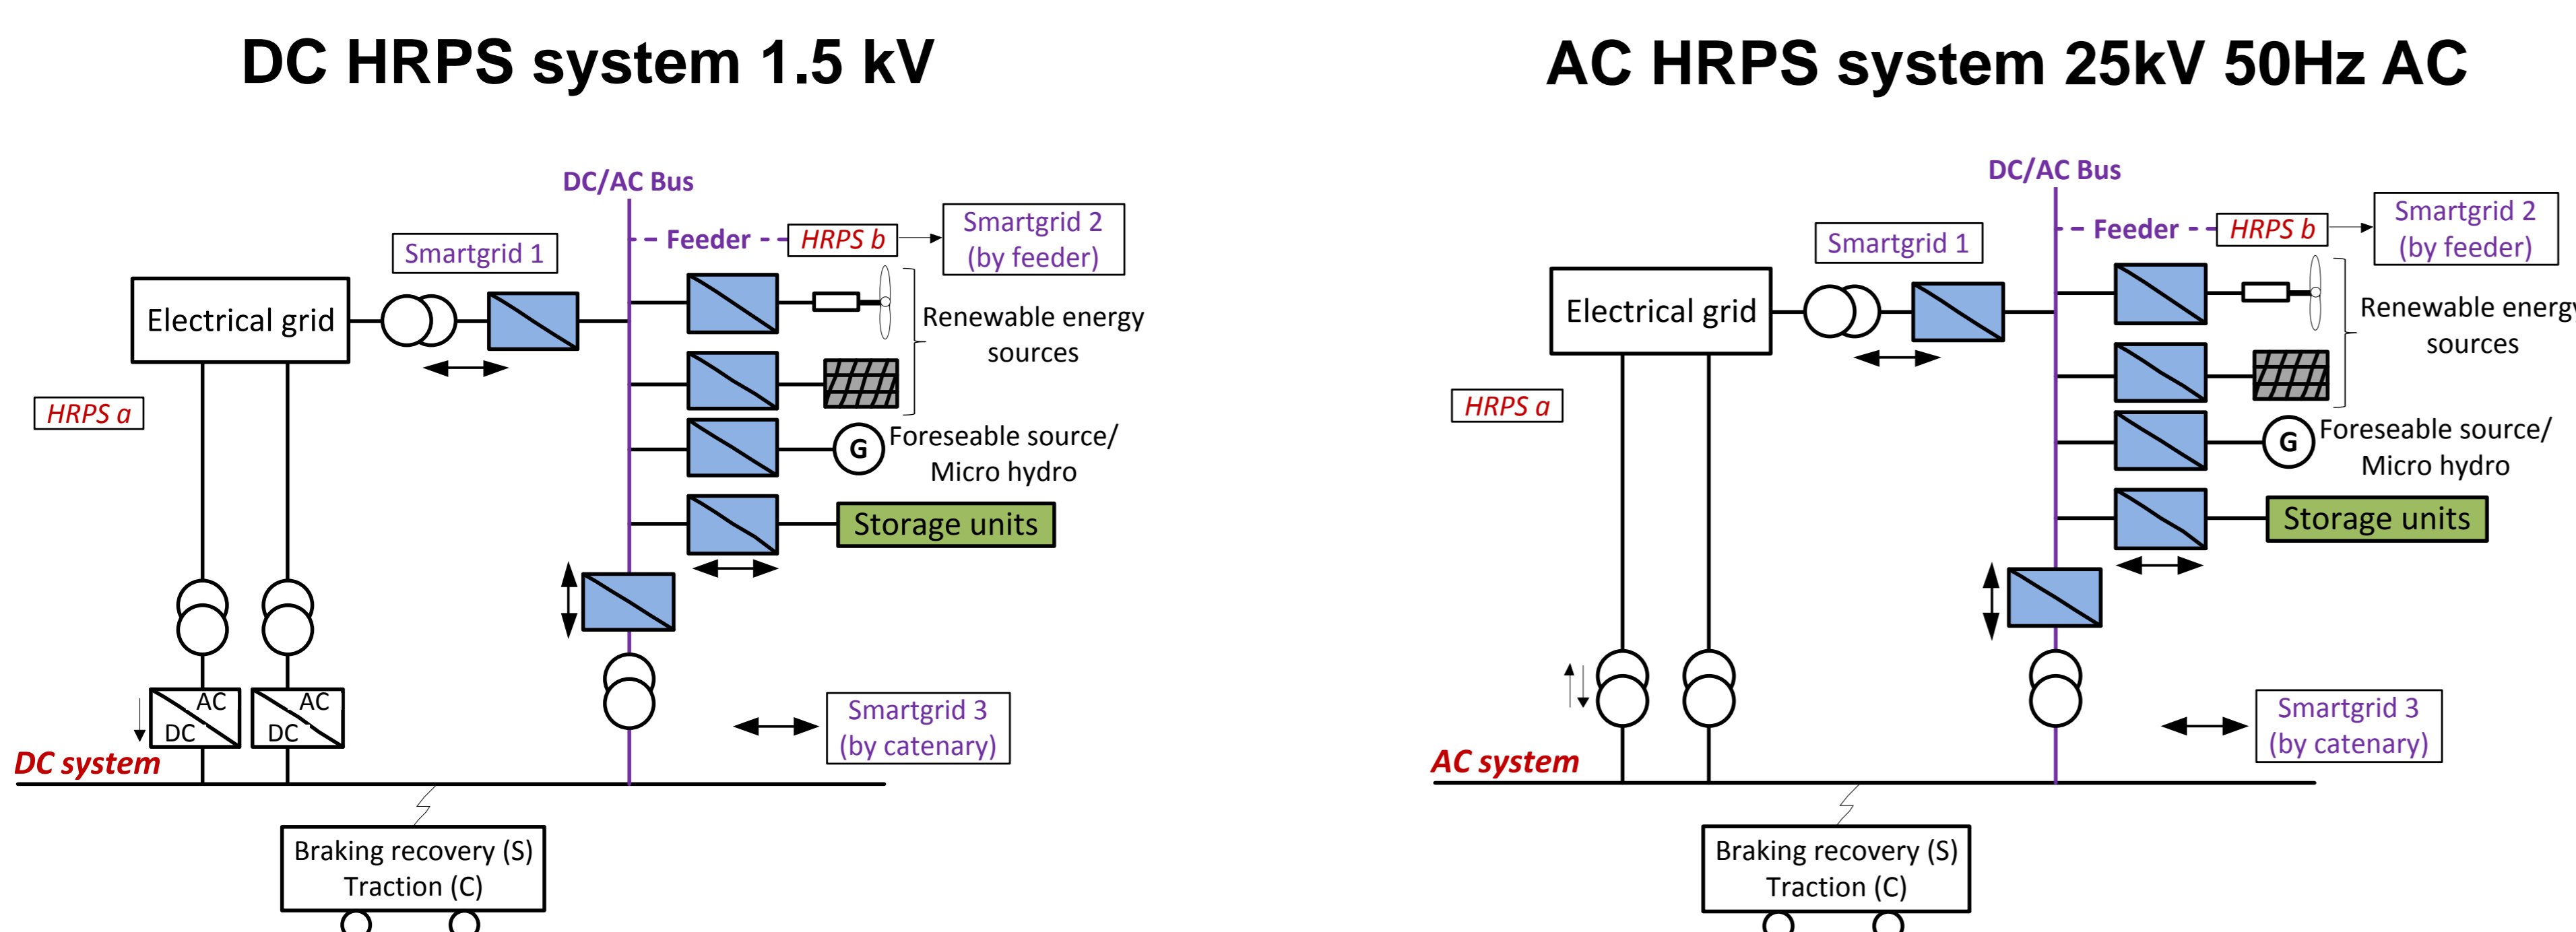 DC HRPS system 1.5 kV
DC/AC Bus
Smartgrid 1
Feeder
HRPS b
Smartgrid 2
(by feeder)
Electrical grid
Renewable energy
sources
HRPS a
G
Foreseable source/
Micro hydro
Storage units
AC
DC
AC
DC
Smartgrid 3
(by catenary)
DC system
Braking recovery (S)
Traction (C)
AC HRPS system 25kV 50Hz AC
DC/AC Bus
Smartgrid 1
Feeder
HRPS b
Smartgrid 2
(by feeder)
Electrical grid
Renewable energy
sources
HRPS a
G
Foreseable source/
Micro hydro
Storage units
Smartgrid 3
(by catenary)
AC system
Braking recovery (S)
Traction (C)